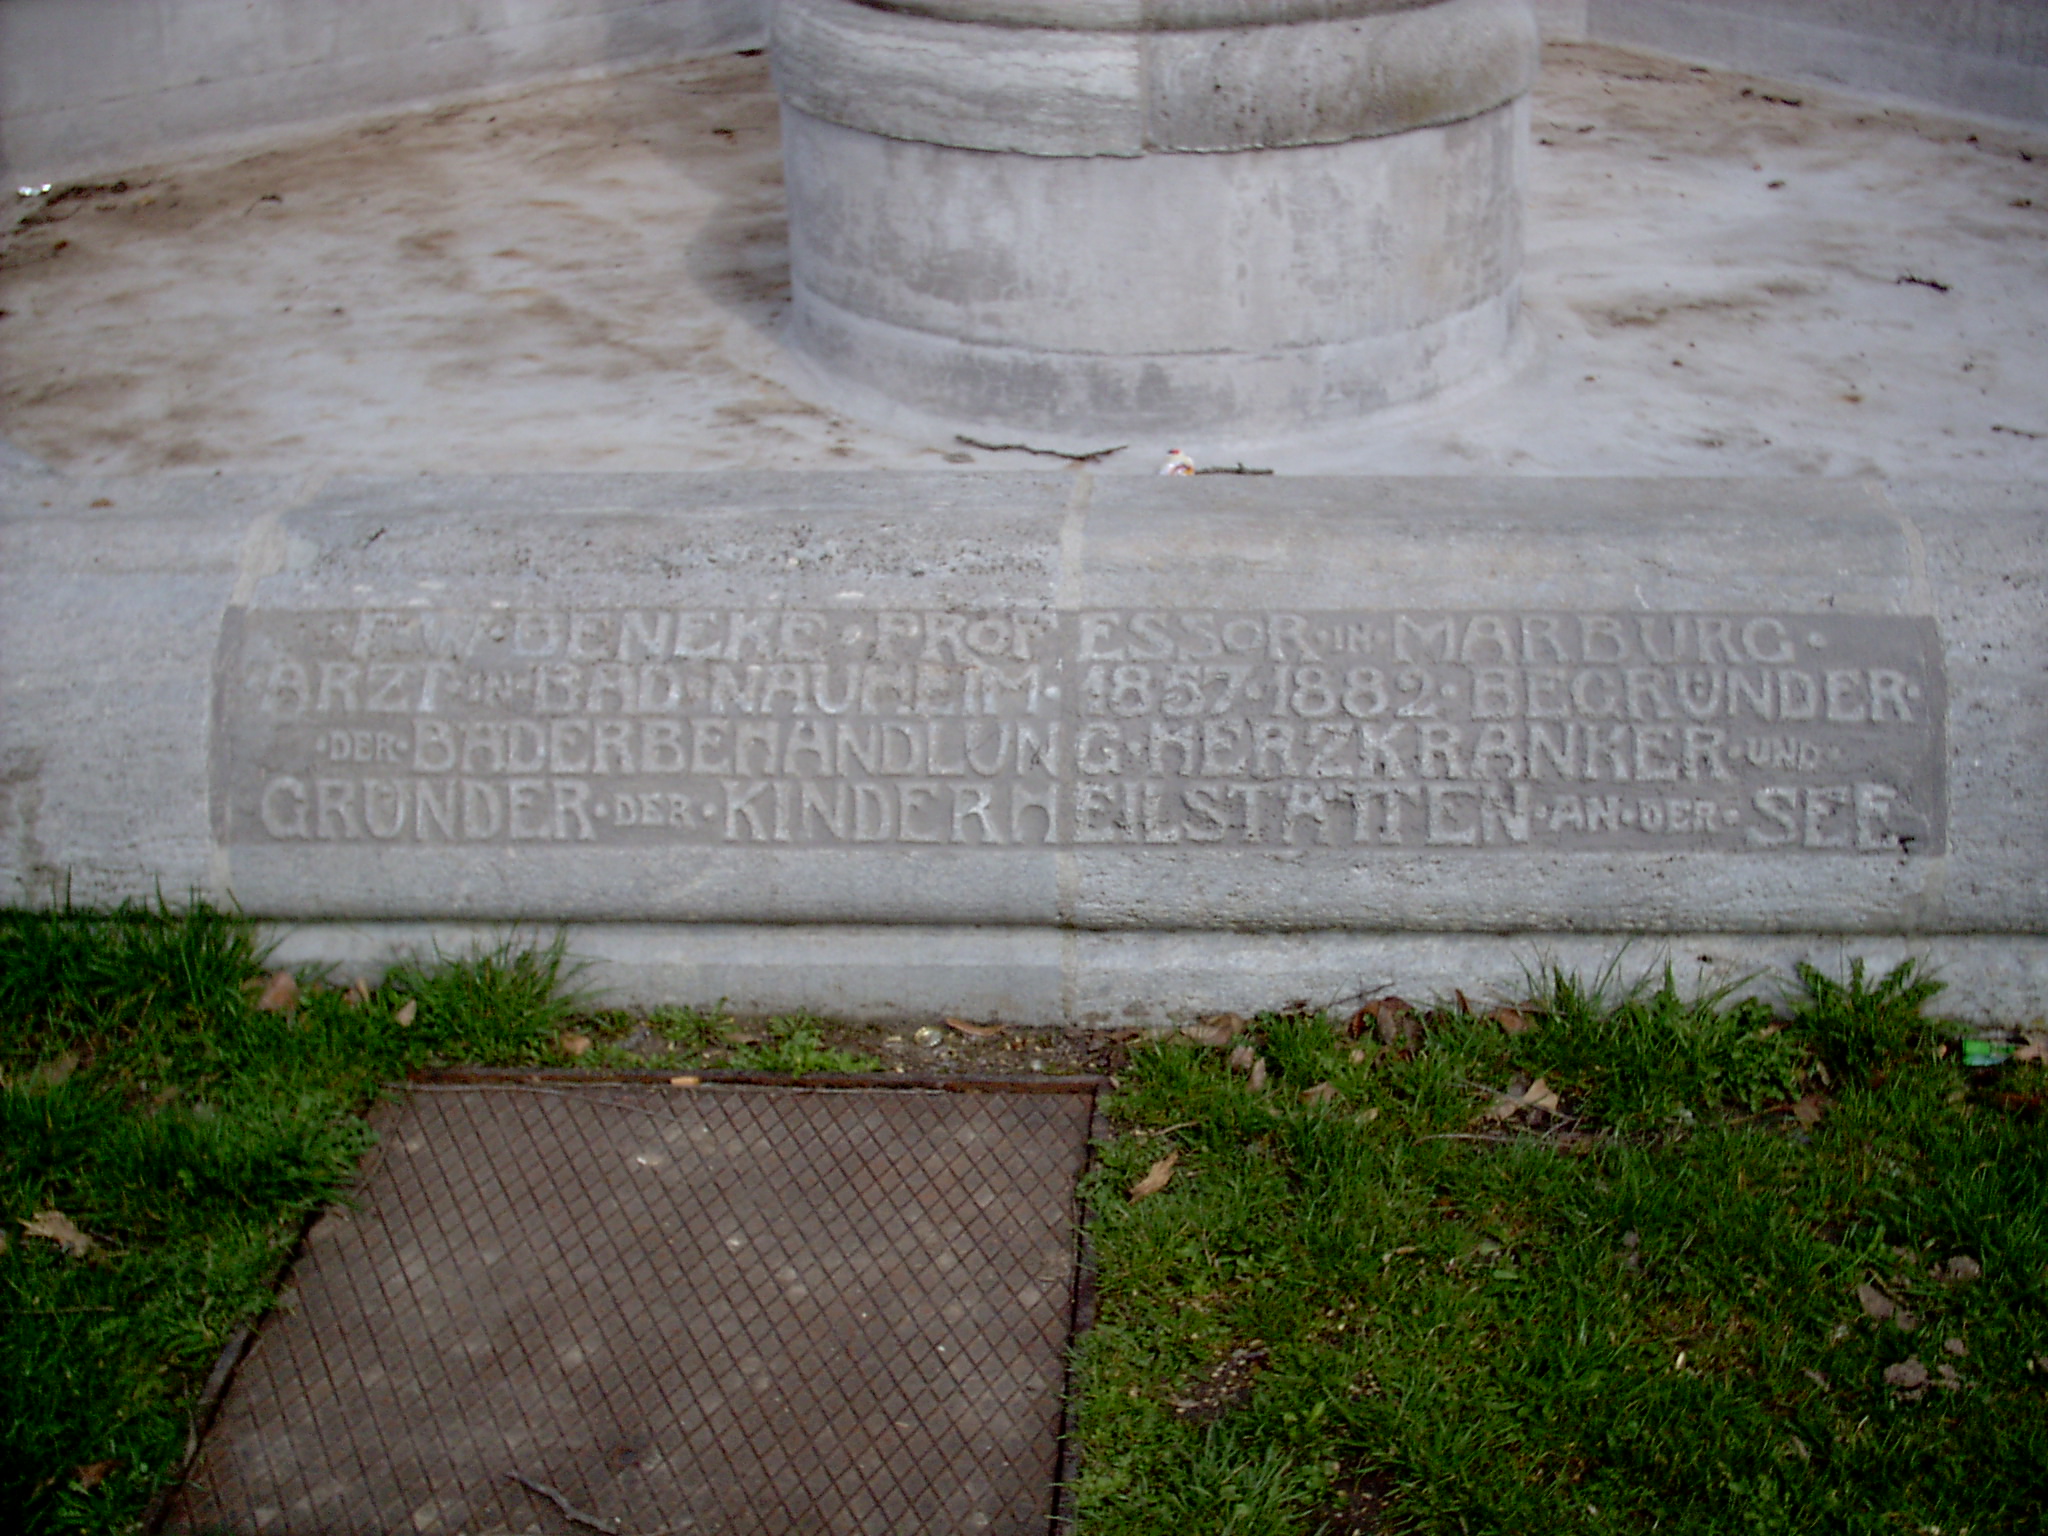 ·F·W·BENEKE·PROFESSOR·IN·MARBURG·
ARZT·IN·BAD·NAUHEIM·1857·1882·BEGRÜNDER·
·DER·BÄDERBEHANDLUNG·HERZKRANKER·UND·
GRÜNDER·DER·KINDERHEILSTÄTTEN·AN·DER·SEE